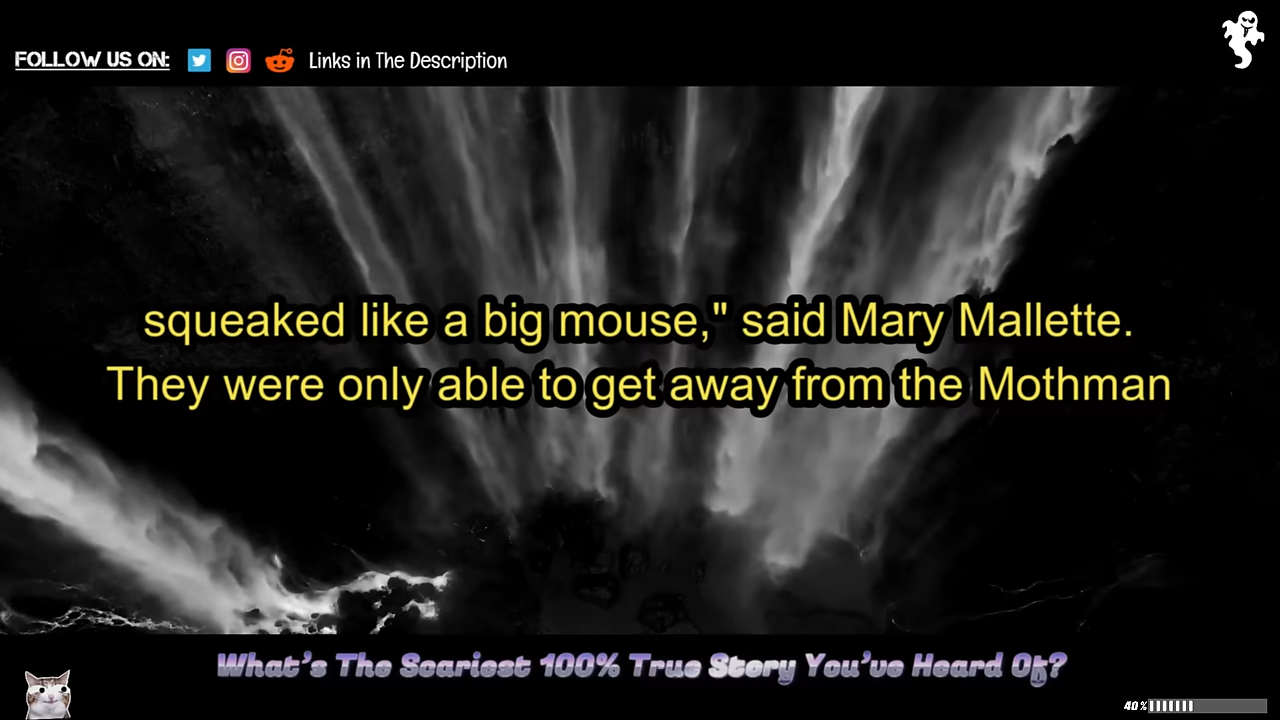 FOLLOW US ON: Links in The Description
squeaked like a big mouse," said Mary Mallette.
They were only able to get away from the Mothman
What's The Scariest 100% True Story You've Heard Of?
40%